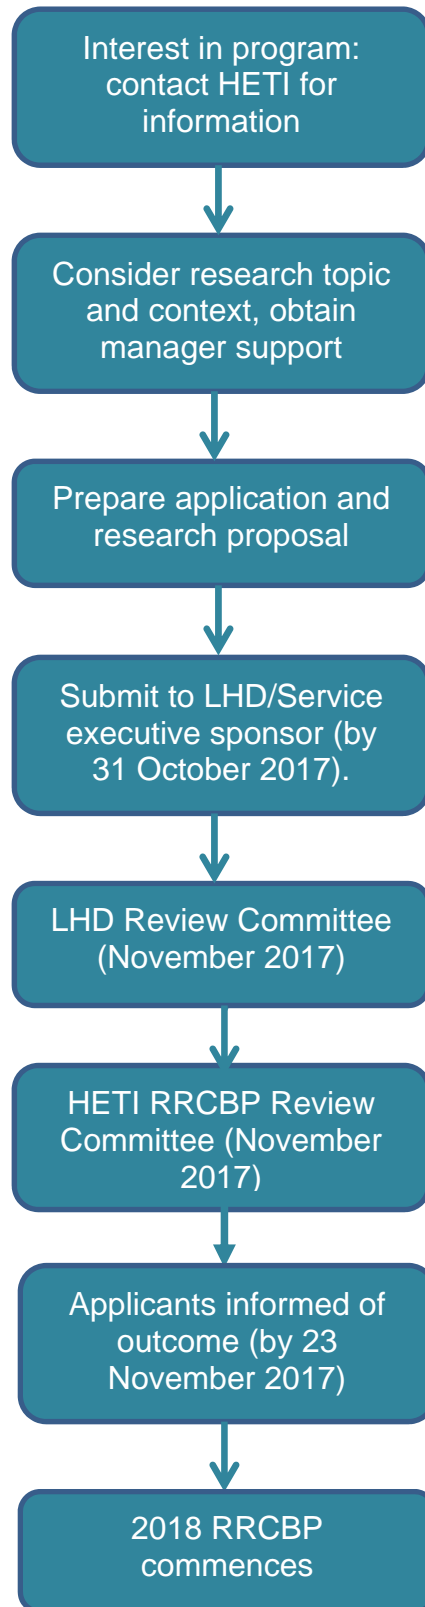 Interest in program:
contact HETI for
information
Consider research topic
and context, obtain
manager support
Prepare application and
research proposal
Submit to LHD/Service
executive sponsor (by
31 October 2017).
LHD Review Committee
(November 2017)
HETI RRCBP Review
Committee (November
2017)
Applicants informed of
outcome (by 23
November 2017)
2018 RRCBP
commences